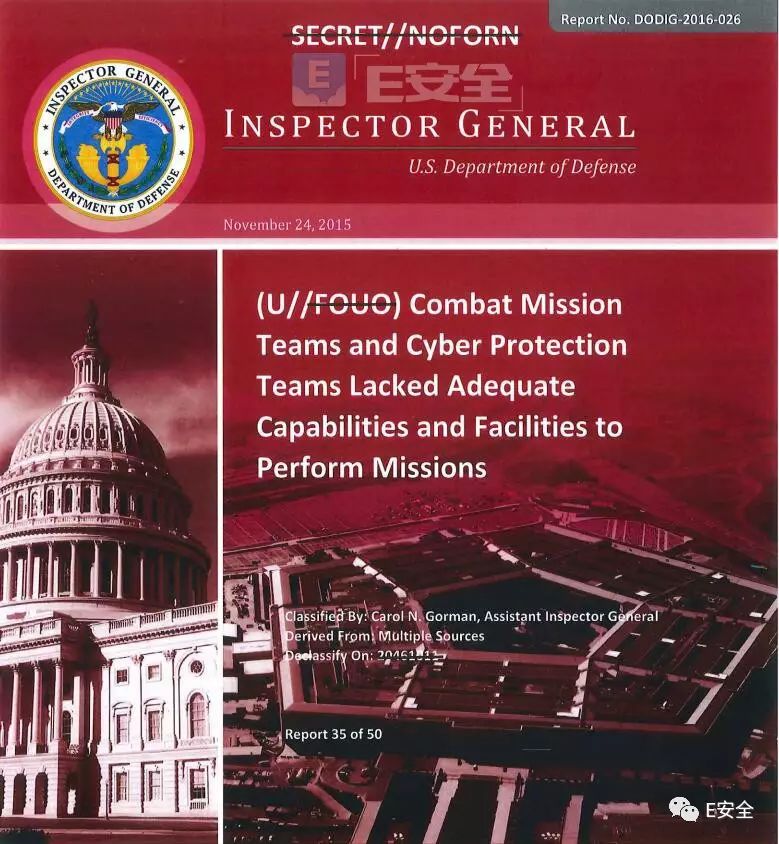 Report No. DODIG-2016-026
SECRET//NOFORN
E E安全
INSPECTOR GENERAL
U.S. Department of Defense
INSPECTOR GENERAL
DEPARTMENT OF DEFENSE
November 24, 2015
(U//FOUO) Combat Mission
Teams and Cyber Protection
Teams Lacked Adequate
Capabilities and Facilities to
Perform Missions
Classified By: Carol N. Gorman, Assistant Inspector General
Derived From: Multiple Sources
Declassify On:
Report 35 of 50
E安全